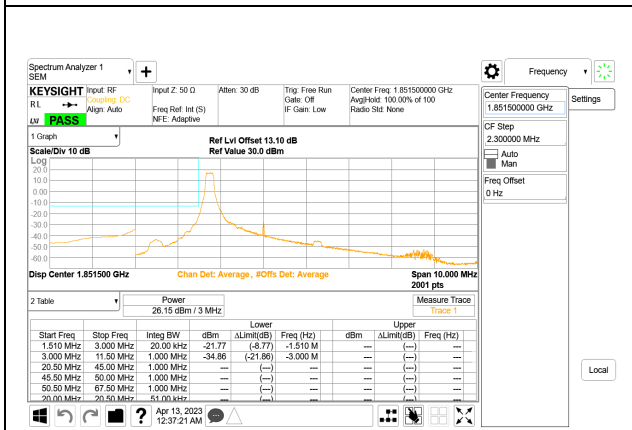 Spectrum Analyzer 1
SEM
Frequency
KEYSIGHT
RL
LXI PASS
Input: RF
Coupling: DC
Align: Auto
Input Z: 50 Ω
Freq Ref: Int (S)
NFE: Adaptive
Atten: 30 dB
Trig: Free Run
Gate: Off
IF Gain: Low
Center Freq: 1.851500000 GHz
Avg|Hold: 100.00% of 100
Radio Std: None
Center Frequency
1.851500000 GHz
Settings
CF Step
2.300000 MHz
Auto
Man
Freq Offset
0 Hz
1 Graph
Scale/Div 10 dB
Ref Lvl Offset 13.10 dB
Ref Value 30.0 dBm
Log
20.0
10.0
0.00
-10.0
-20.0
-30.0
-40.0
-50.0
-60.0
Disp Center 1.851500 GHz
Chan Det: Average, #Offs Det: Average
Span 10.000 MHz
2001 pts
2 Table
Power
26.15 dBm / 3 MHz
Measure Trace
Trace 1
Lower Upper
Start Freq Stop Freq Integ BW dBm ΔLimit(dB) Freq (Hz) dBm ΔLimit(dB) Freq (Hz)
1.510 MHz 3.000 MHz 20.00 kHz -21.77 (-8.77) -1.510 M --- (---) ---
3.000 MHz 11.50 MHz 1.000 MHz -34.86 (-21.86) -3.000 M --- (---) ---
20.50 MHz 45.00 MHz 1.000 MHz --- (---) --- --- (---) ---
45.50 MHz 50.00 MHz 1.000 MHz --- (---) --- --- (---) ---
50.50 MHz 67.50 MHz 1.000 MHz --- (---) --- --- (---) ---
20.00 MHz 20.50 MHz 51.00 kHz --- (---) --- --- (---) ---
Local
Apr 13, 2023
12:37:21 AM